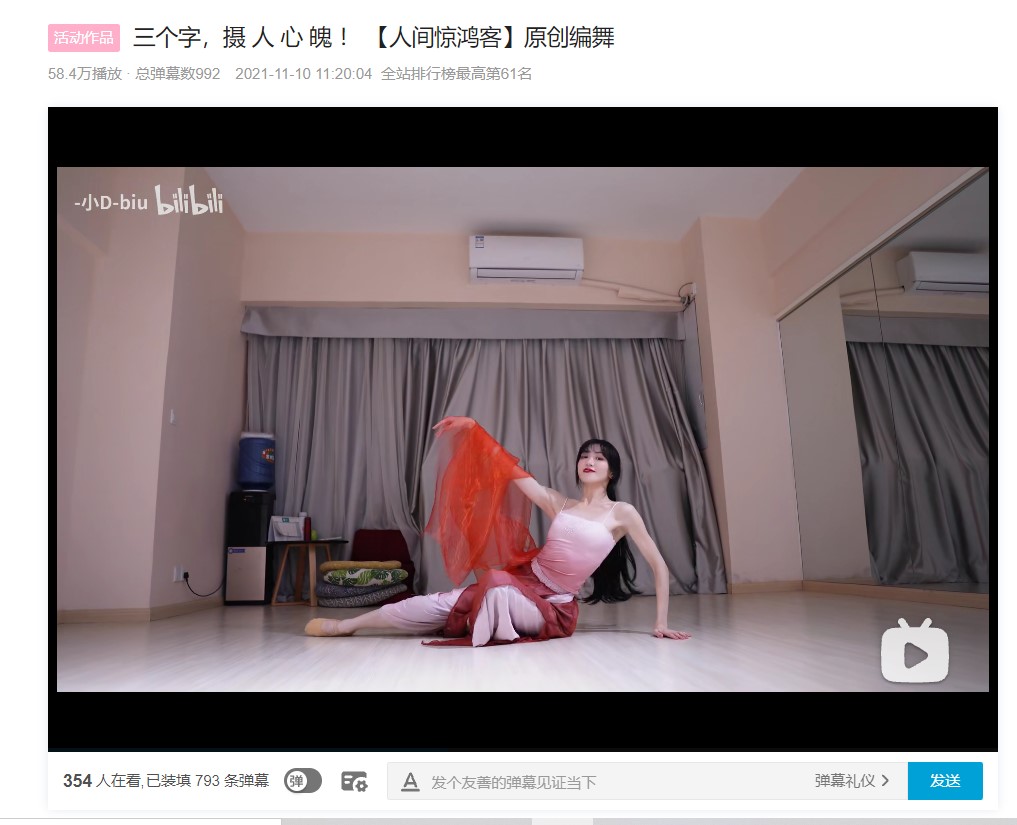 活动作品 三个字，摄 人 心 魄 ！ 【人间惊鸿客】原创编舞
58.4万播放 · 总弹幕数992 2021-11-10 11:20:04 全站排行榜最高第61名
-小D-biu bilibili
354 人在看,已装填 793 条弹幕 弹 A 发个友善的弹幕见证当下 弹幕礼仪 > 发送